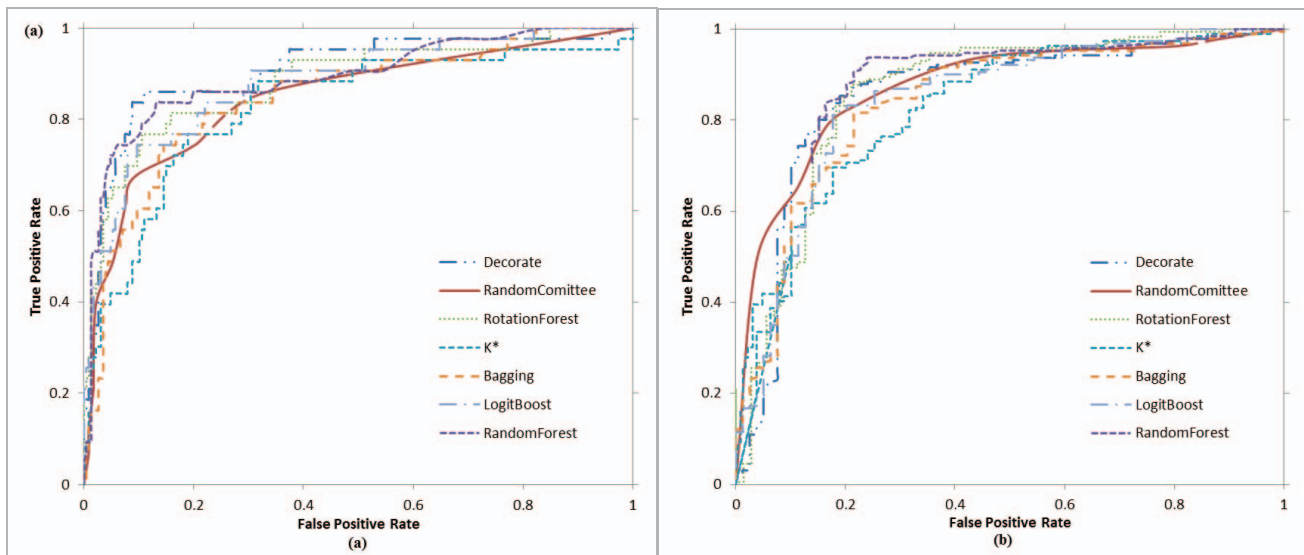 (a)
1
0.8
0.6
0.4
0.2
0
True Positive Rate
Decorate
RandomComittee
RotationForest
K*
Bagging
LogitBoost
RandomForest
0 0.2 0.4 0.6 0.8 1
False Positive Rate
(a)
1
0.8
0.6
0.4
0.2
0
True Positive Rate
Decorate
RandomComittee
RotationForest
K*
Bagging
LogitBoost
RandomForest
0 0.2 0.4 0.6 0.8 1
False Positive Rate
(b)